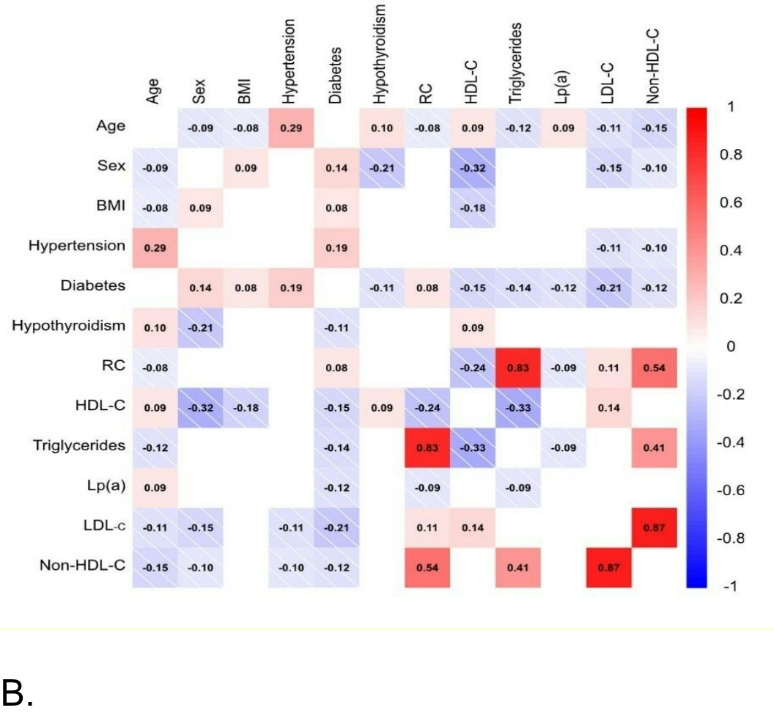 Age Sex BMI Hypertension Diabetes Hypothyroidism RC HDL-C Triglycerides Lp(a) LDL-C Non-HDL-C
1
Age -0.09 -0.08 0.29 0.10 -0.08 0.09 -0.12 0.09 -0.11 -0.15
0.8
Sex -0.09 0.09 0.14 -0.21 -0.32 -0.15 -0.10
0.6
BMI -0.08 0.09 0.08 -0.18
0.4
Hypertension 0.29 0.19 -0.11 -0.10
Diabetes 0.14 0.08 0.19 -0.11 0.08 -0.15 -0.14 -0.12 -0.21 -0.12
0.2
Hypothyroidism 0.10 -0.21 -0.11 0.09
0
RC -0.08 0.08 -0.24 0.83 -0.09 0.11 0.54
-0.2
HDL-C 0.09 -0.32 -0.18 -0.15 0.09 -0.24 -0.33 0.14
-0.4
Triglycerides -0.12 -0.14 0.83 -0.33 -0.09 0.41
Lp(a) 0.09 -0.12 -0.09 -0.09
-0.6
LDL-C -0.11 -0.15 -0.11 -0.21 0.11 0.14 0.87
-0.8
Non-HDL-C -0.15 -0.10 -0.10 -0.12 0.54 0.41 0.87
-1
B.